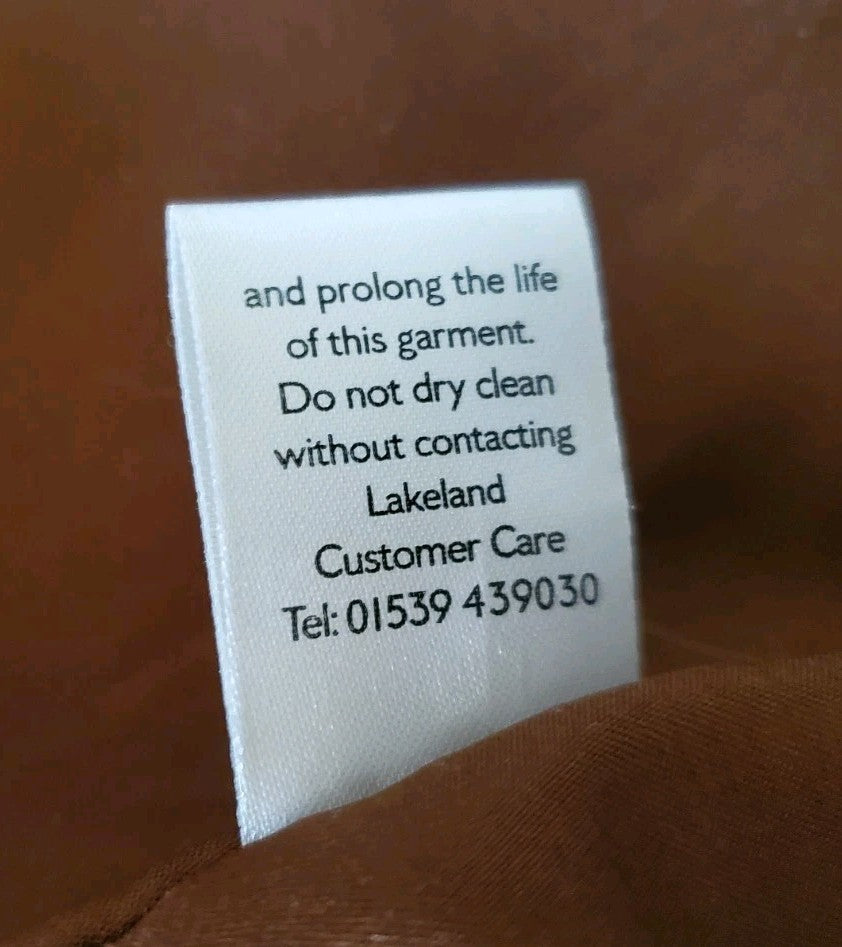 and prolong the life
of this garment.
Do not dry clean
without contacting
Lakeland
Customer Care
Tel: 01539 439030